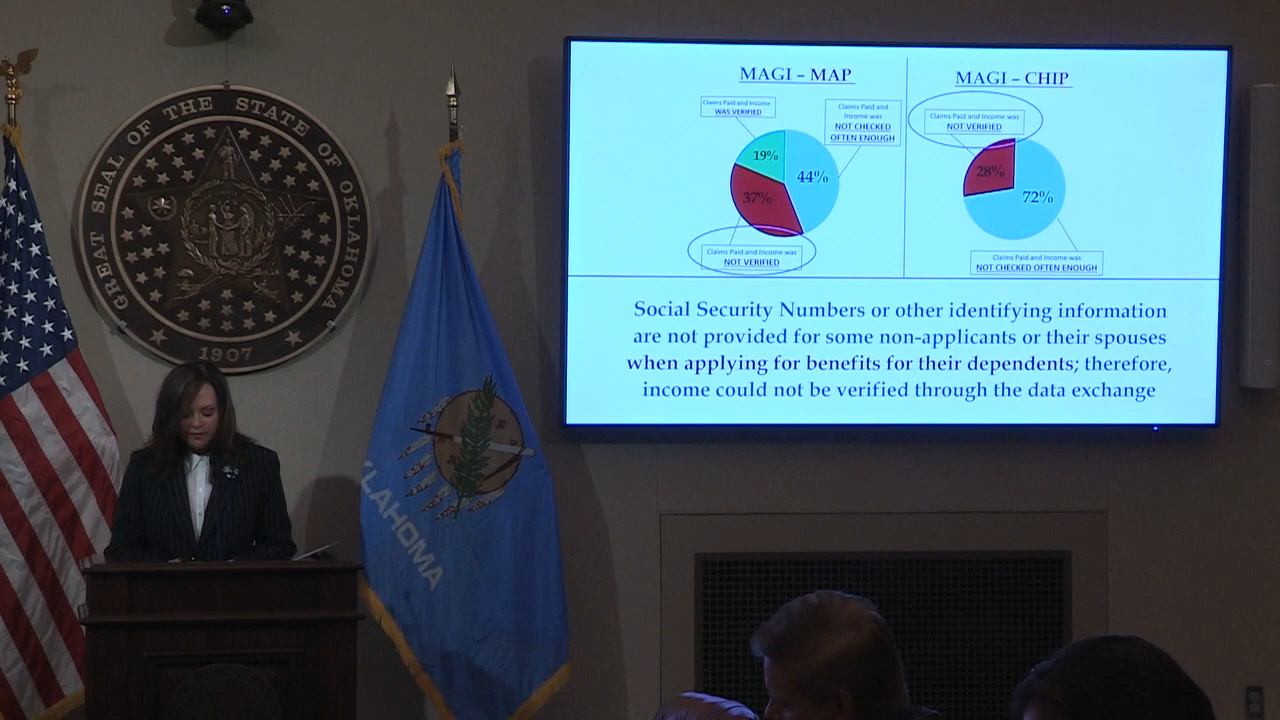 GREAT SEAL OF THE STATE OF OKLAHOMA
1907
KLAHOMA
MAGI – MAP
Claims Paid and Income
WAS VERIFIED
Claims Paid and
Income was
NOT CHECKED
OFTEN ENOUGH
19%
44%
37%
Claims Paid and Income was
NOT VERIFIED
MAGI – CHIP
Claims Paid and Income was
NOT VERIFIED
28%
72%
Claims Paid and Income was
NOT CHECKED OFTEN ENOUGH
Social Security Numbers or other identifying information
are not provided for some non-applicants or their spouses
when applying for benefits for their dependents; therefore,
income could not be verified through the data exchange